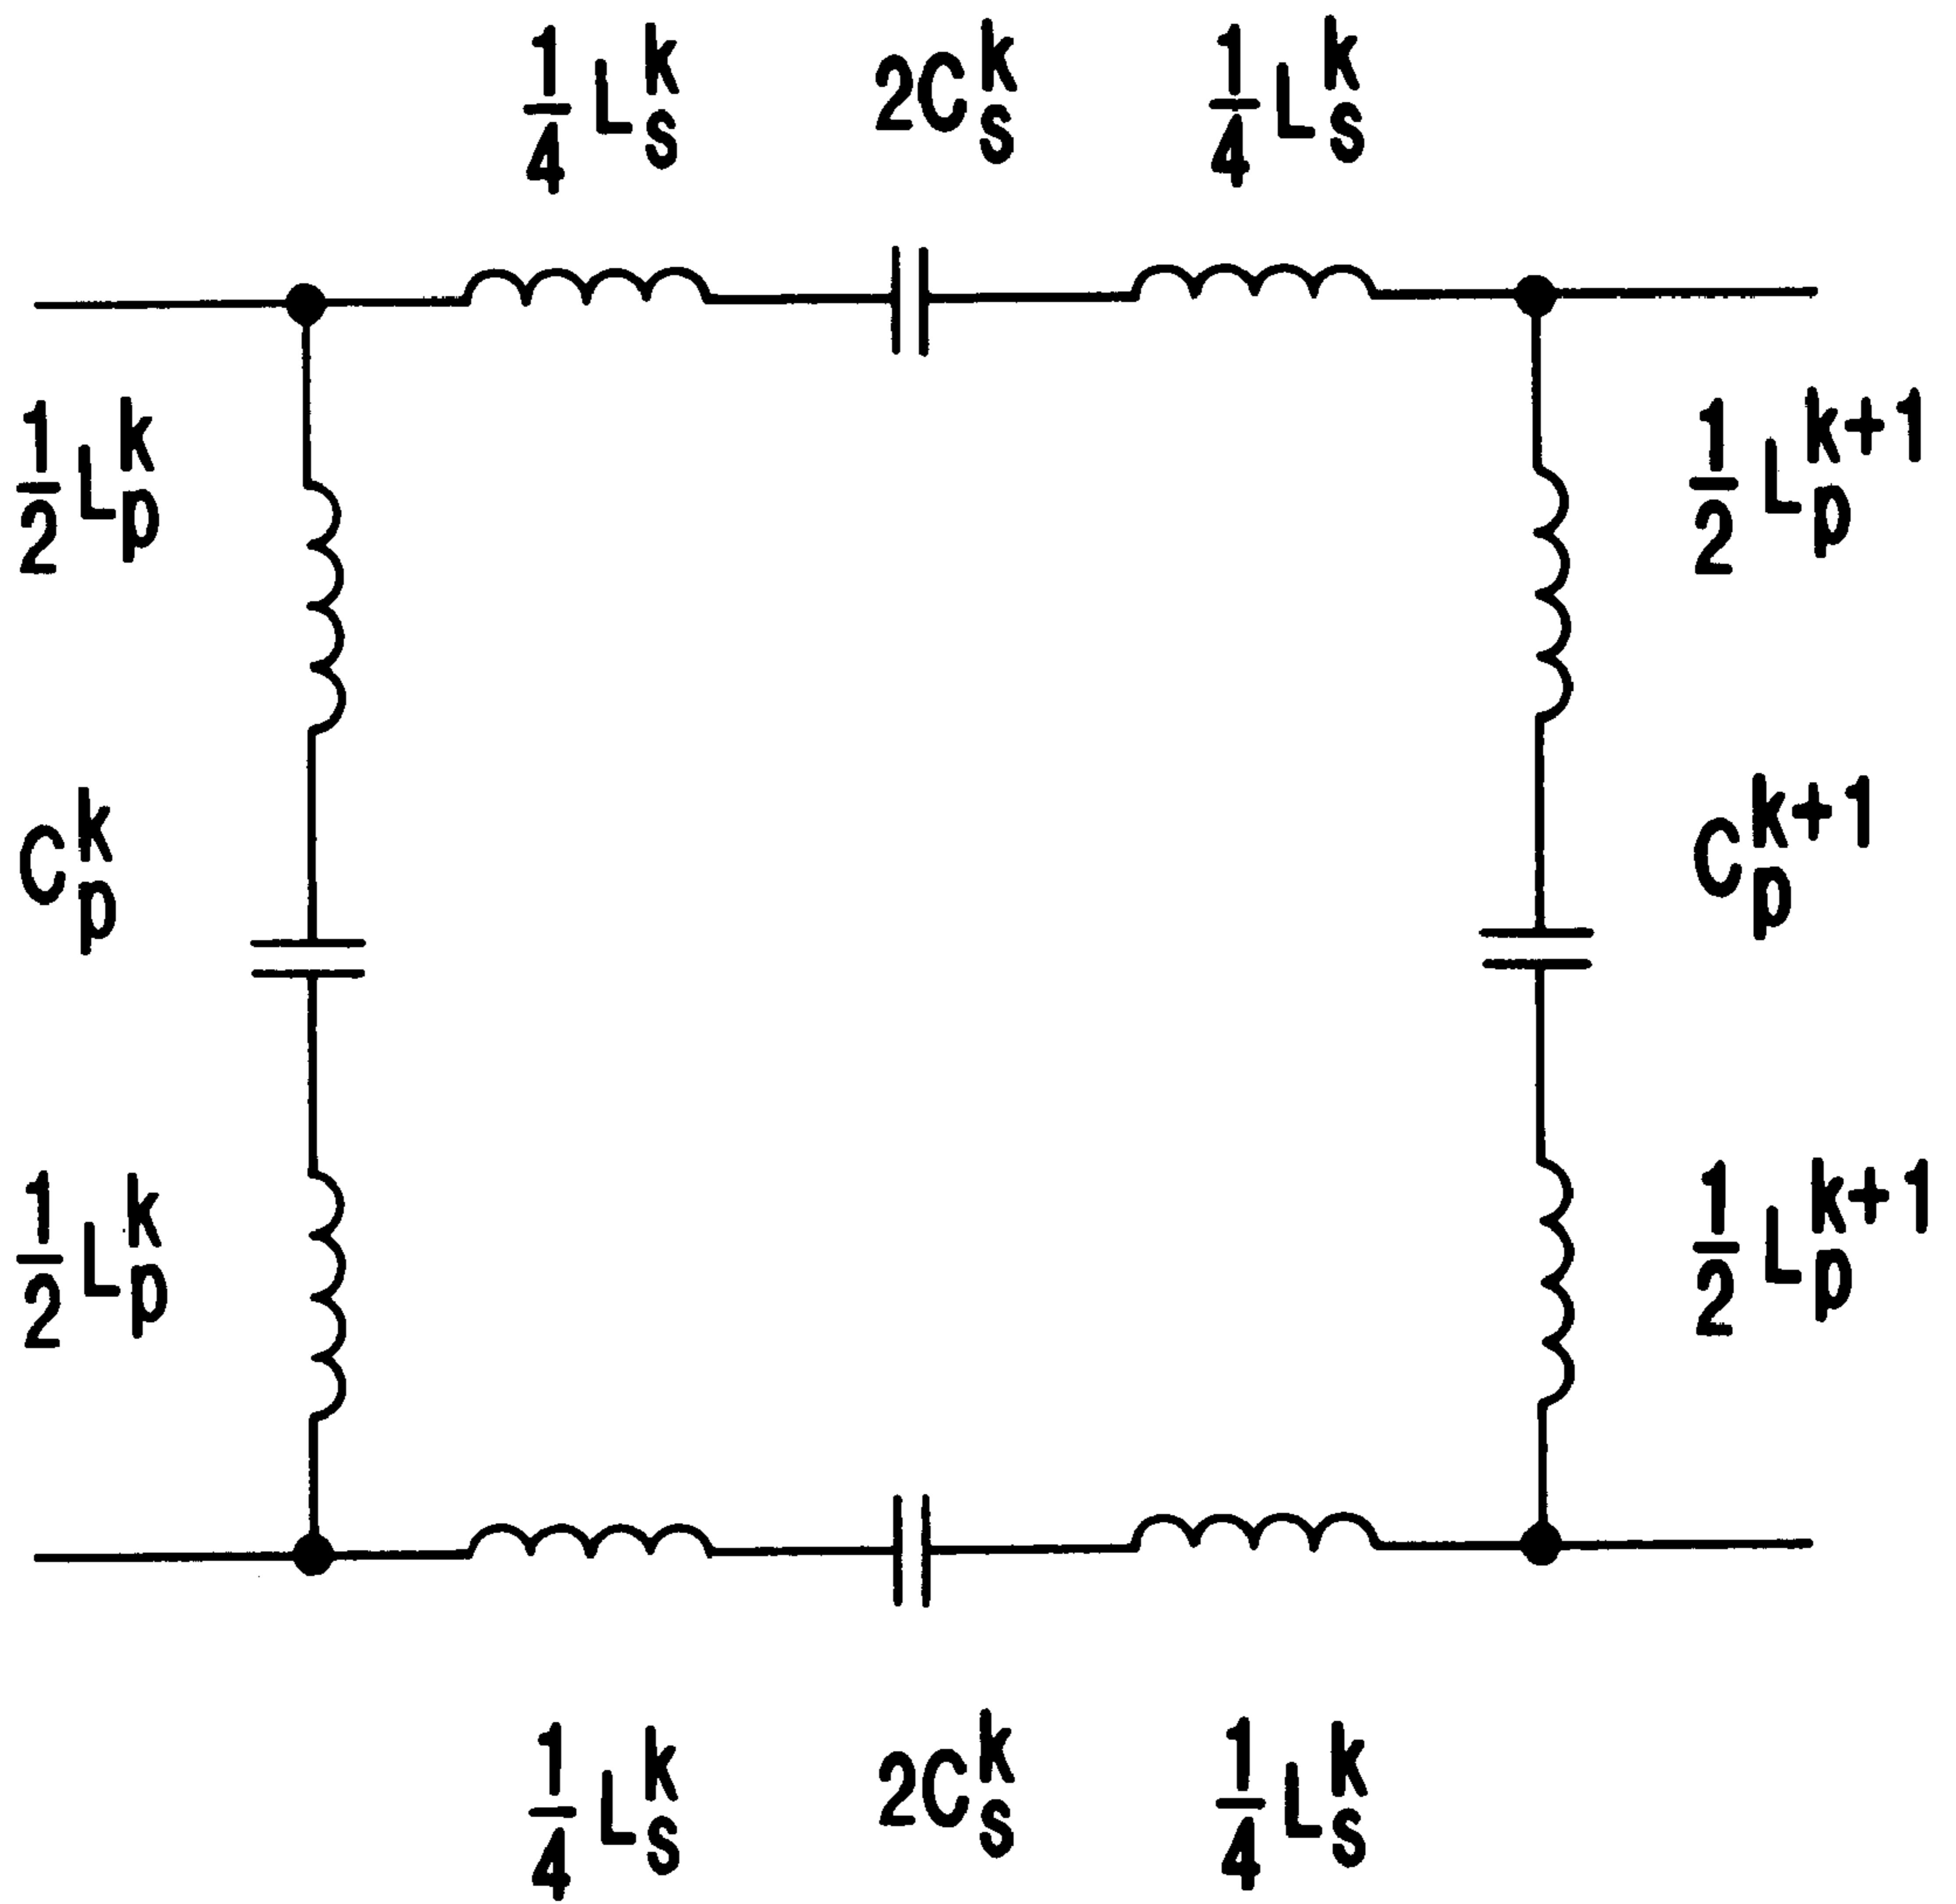 1/4 L_s^k 2C_s^k 1/4 L_s^k
1/2 L_p^k 1/2 L_p^{k+1}
C_p^k C_p^{k+1}
1/2 L_p^k 1/2 L_p^{k+1}
1/4 L_s^k 2C_s^k 1/4 L_s^k